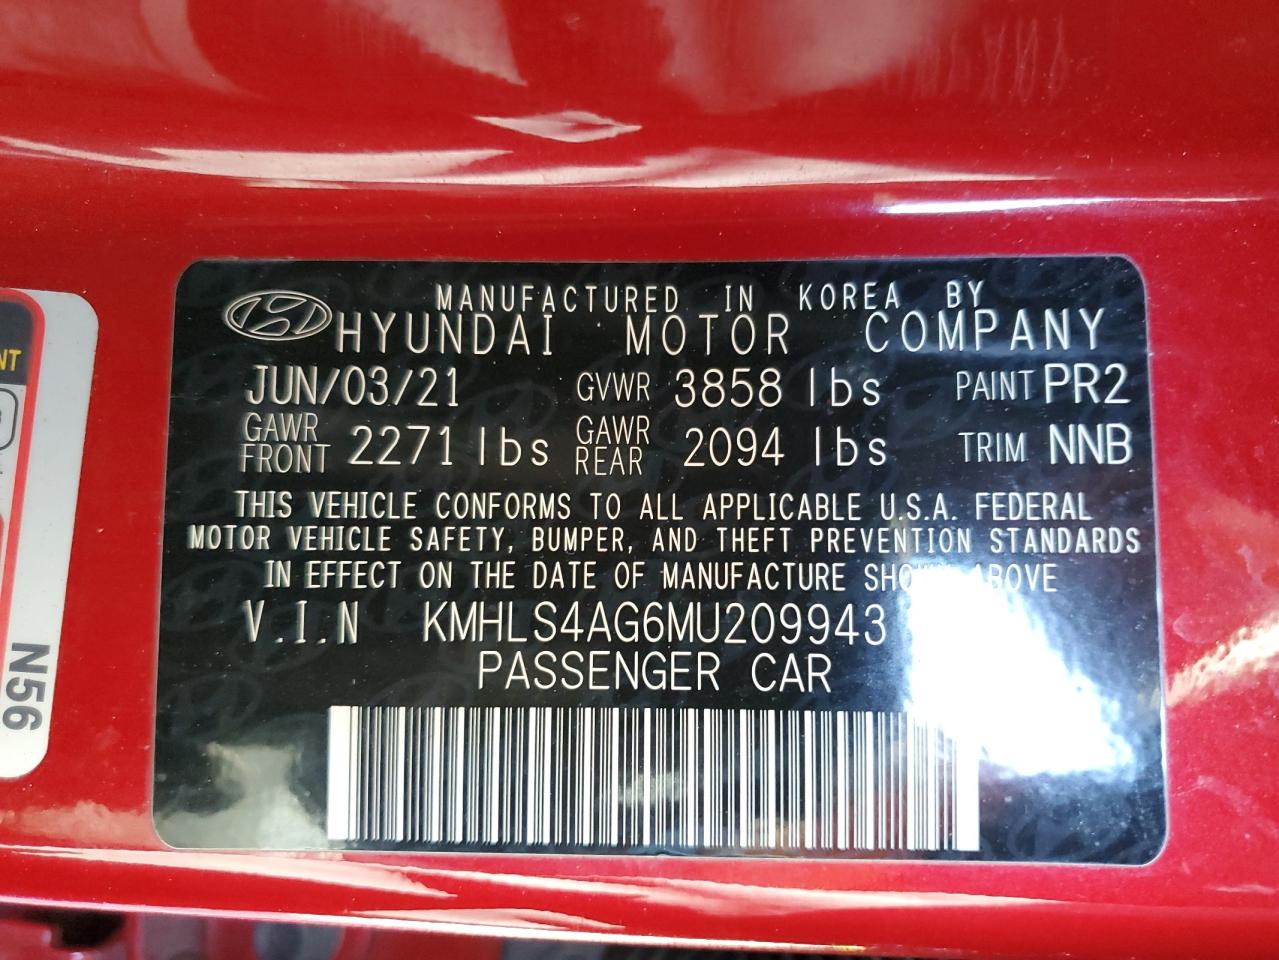 MANUFACTURED IN KOREA BY
HYUNDAI MOTOR COMPANY
JUN/03/21 GVWR 3858 lbs PAINT PR2
GAWR FRONT 2271 lbs GAWR REAR 2094 lbs TRIM NNB
THIS VEHICLE CONFORMS TO ALL APPLICABLE U.S.A. FEDERAL
MOTOR VEHICLE SAFETY, BUMPER, AND THEFT PREVENTION STANDARDS
IN EFFECT ON THE DATE OF MANUFACTURE SHOWN ABOVE
V.I.N KMHLS4AG6MU209943
PASSENGER CAR
NT
N56